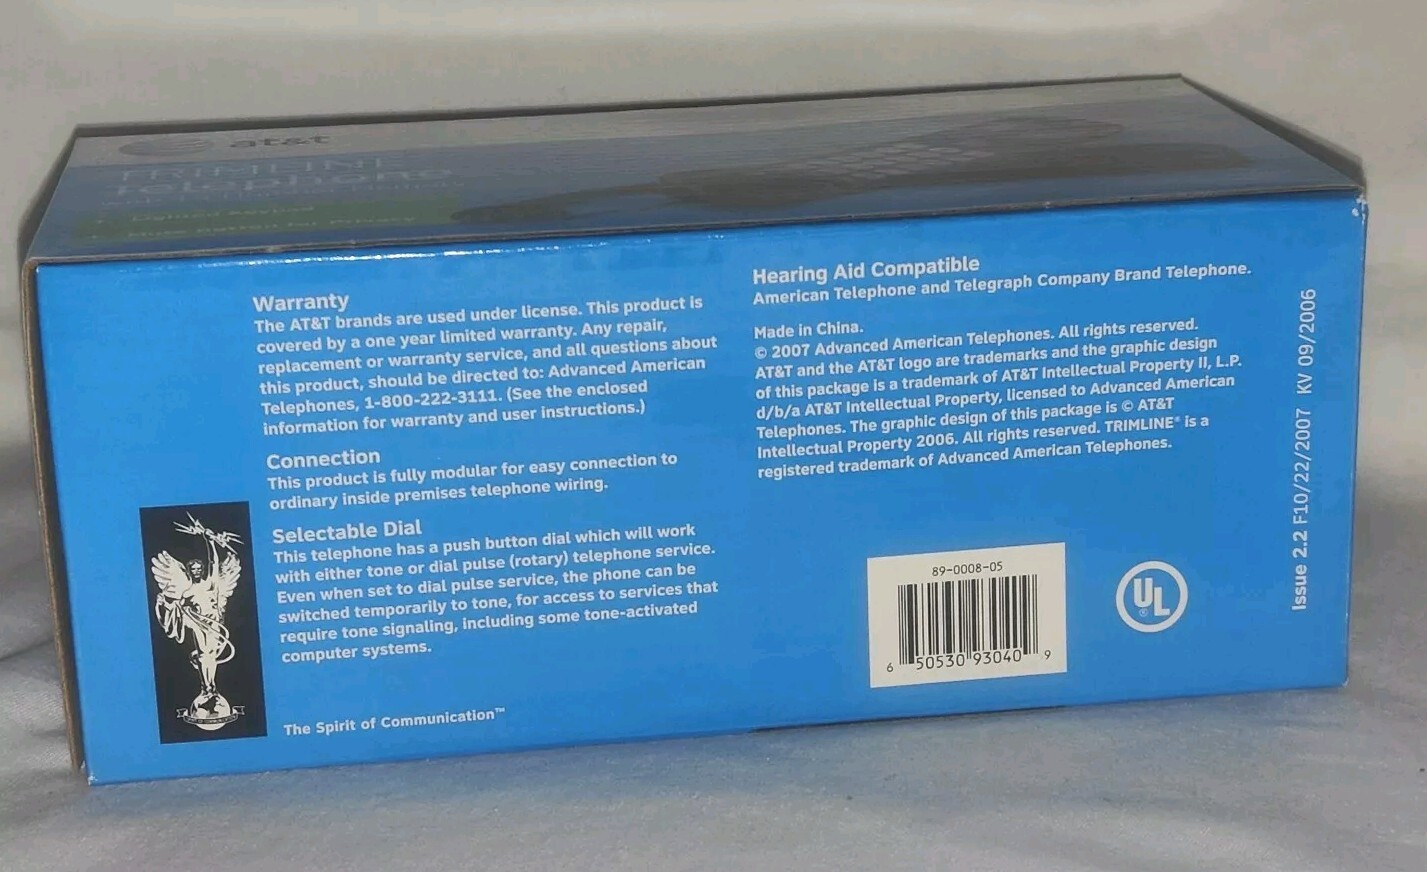 at&t
TRIMLINE
telephone
Lighted Keypad
Mute Button for Privacy
Warranty
The AT&T brands are used under license. This product is
covered by a one year limited warranty. Any repair,
replacement or warranty service, and all questions about
this product, should be directed to: Advanced American
Telephones, 1-800-222-3111. (See the enclosed
information for warranty and user instructions.)
Connection
This product is fully modular for easy connection to
ordinary inside premises telephone wiring.
Selectable Dial
This telephone has a push button dial which will work
with either tone or dial pulse (rotary) telephone service.
Even when set to dial pulse service, the phone can be
switched temporarily to tone, for access to services that
require tone signaling, including some tone-activated
computer systems.
The Spirit of Communication™
Hearing Aid Compatible
American Telephone and Telegraph Company Brand Telephone.
Made in China.
© 2007 Advanced American Telephones. All rights reserved.
AT&T and the AT&T logo are trademarks and the graphic design
of this package is a trademark of AT&T Intellectual Property II, L.P.
d/b/a AT&T Intellectual Property, licensed to Advanced American
Telephones. The graphic design of this package is © AT&T
Intellectual Property 2006. All rights reserved. TRIMLINE® is a
registered trademark of Advanced American Telephones.
89-0008-05
6 50530 93040 9
UL
®
Issue 2.2 F10/22/2007 KV 09/2006